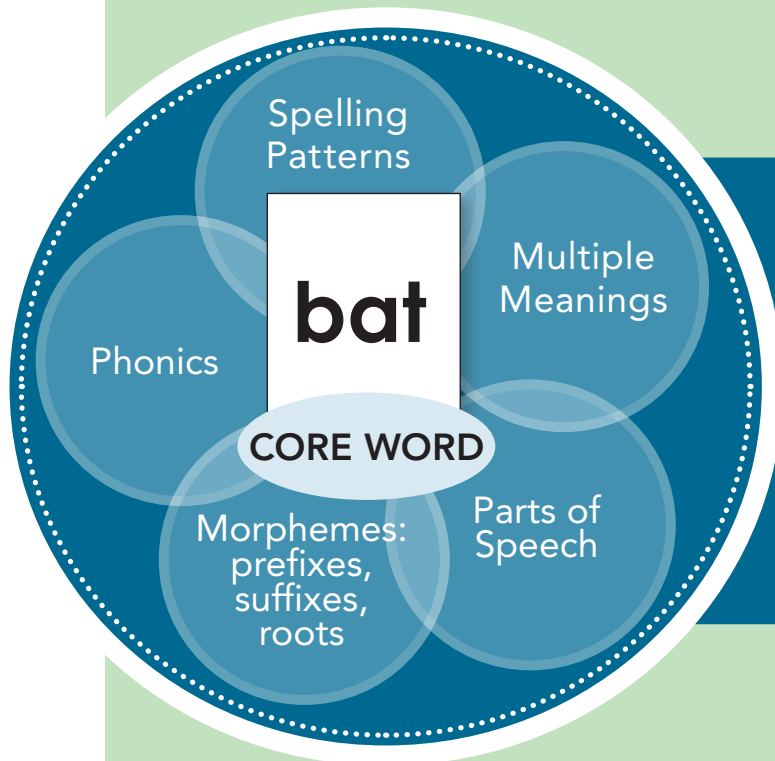 Spelling
Patterns
Multiple
Meanings
bat
Phonics
CORE WORD
Parts of
Speech
Morphemes:
prefixes,
suffixes,
roots